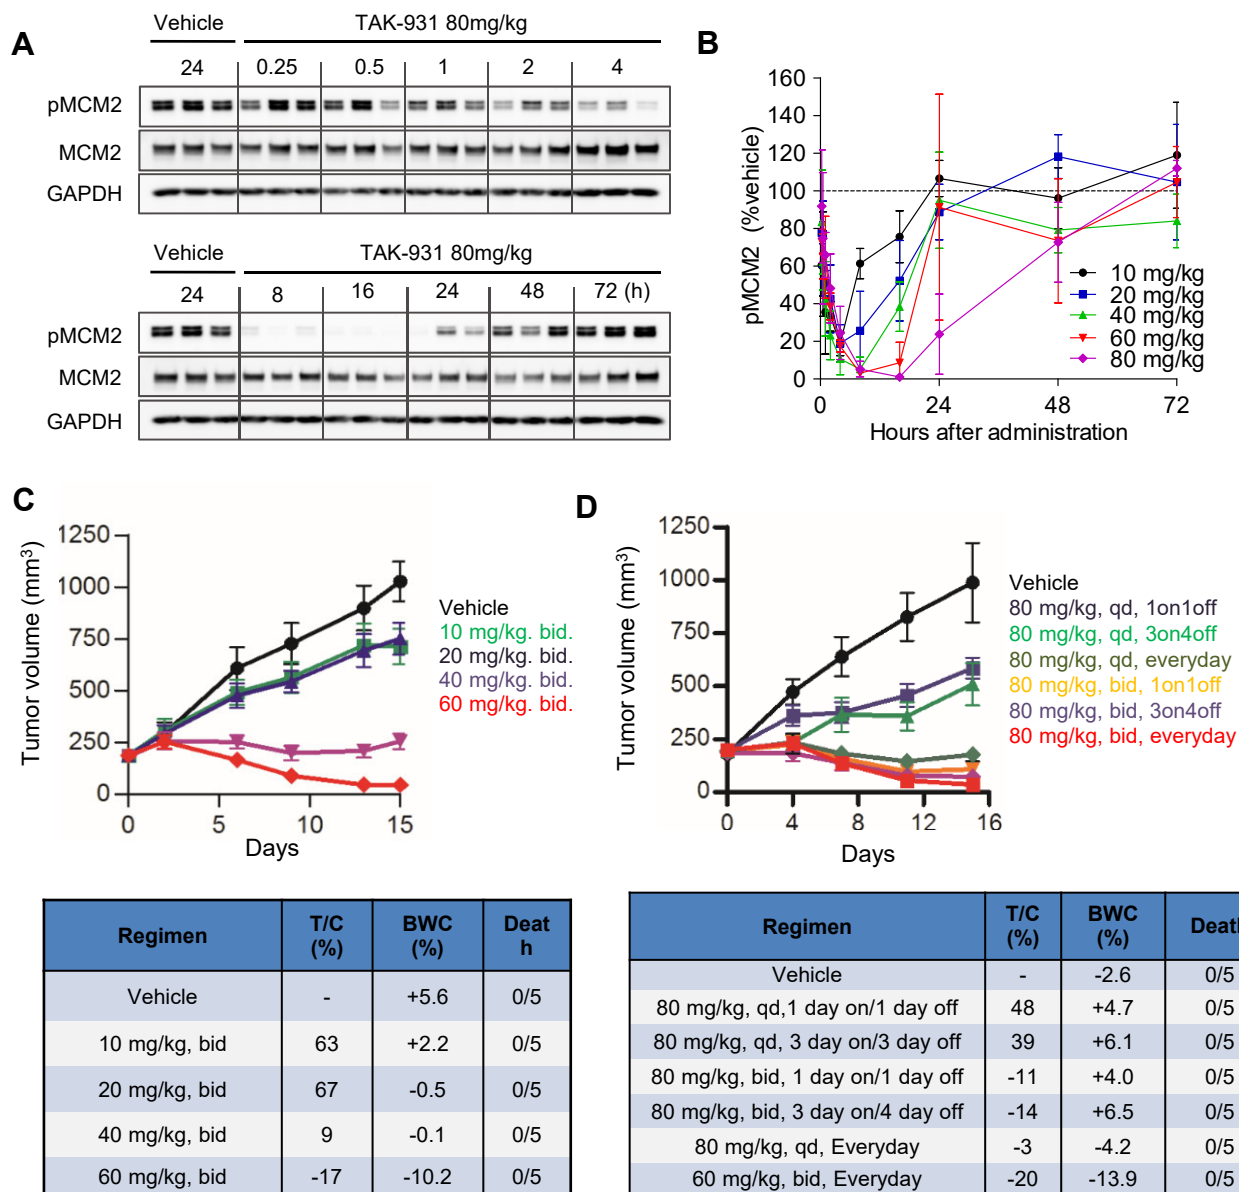 A
Vehicle TAK-931 80mg/kg
24 0.25 0.5 1 2 4
pMCM2
MCM2
GAPDH
Vehicle TAK-931 80mg/kg
24 8 16 24 48 72 (h)
pMCM2
MCM2
GAPDH
B
pMCM2 (%vehicle)
160
140
120
100
80
60
40
20
0
0 24 48 72
Hours after administration
10 mg/kg
20 mg/kg
40 mg/kg
60 mg/kg
80 mg/kg
C
Tumor volume (mm3)
1250
1000
750
500
250
0
0 5 10 15
Days
Vehicle
10 mg/kg. bid.
20 mg/kg. bid.
40 mg/kg. bid.
60 mg/kg. bid.
D
Tumor volume (mm3)
1250
1000
750
500
250
0
0 4 8 12 16
Days
Vehicle
80 mg/kg, qd, 1on1off
80 mg/kg, qd, 3on4off
80 mg/kg, qd, everyday
80 mg/kg, bid, 1on1off
80 mg/kg, bid, 3on4off
80 mg/kg, bid, everyday
Regimen T/C (%) BWC (%) Deat h
Vehicle - +5.6 0/5
10 mg/kg, bid 63 +2.2 0/5
20 mg/kg, bid 67 -0.5 0/5
40 mg/kg, bid 9 -0.1 0/5
60 mg/kg, bid -17 -10.2 0/5
Regimen T/C (%) BWC (%) Deatl
Vehicle - -2.6 0/5
80 mg/kg, qd,1 day on/1 day off 48 +4.7 0/5
80 mg/kg, qd, 3 day on/3 day off 39 +6.1 0/5
80 mg/kg, bid, 1 day on/1 day off -11 +4.0 0/5
80 mg/kg, bid, 3 day on/4 day off -14 +6.5 0/5
80 mg/kg, qd, Everyday -3 -4.2 0/5
60 mg/kg, bid, Everyday -20 -13.9 0/5